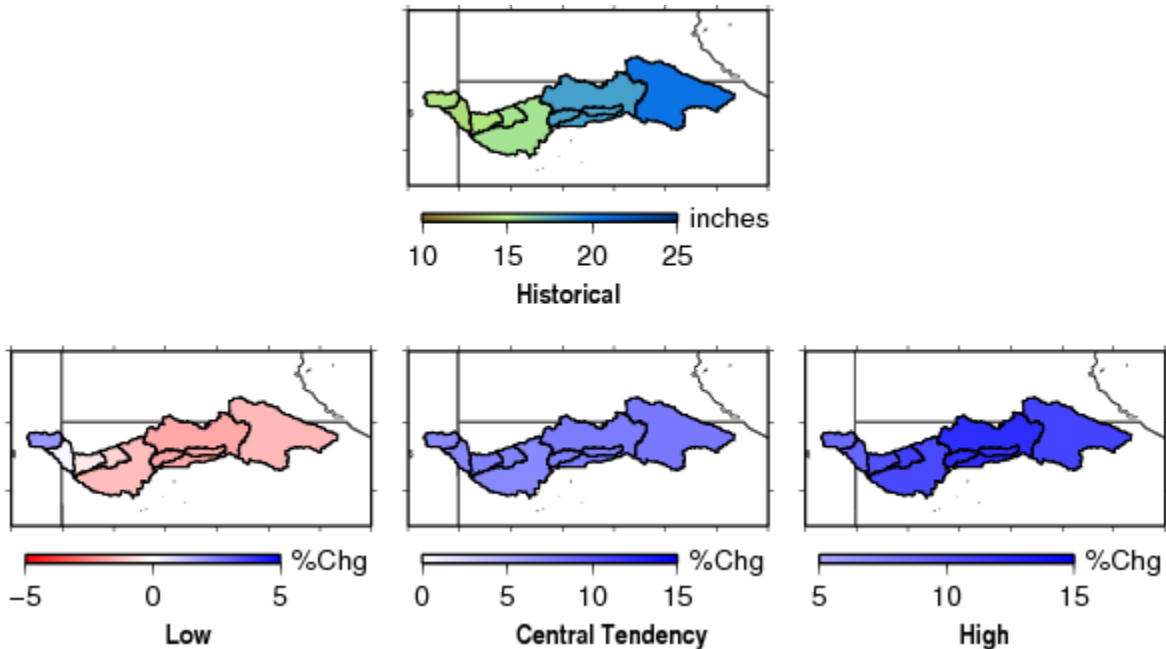 inches
10 15 20 25
Historical
%Chg %Chg %Chg
−5 0 5 0 5 10 15 5 10 15
Low Central Tendency High